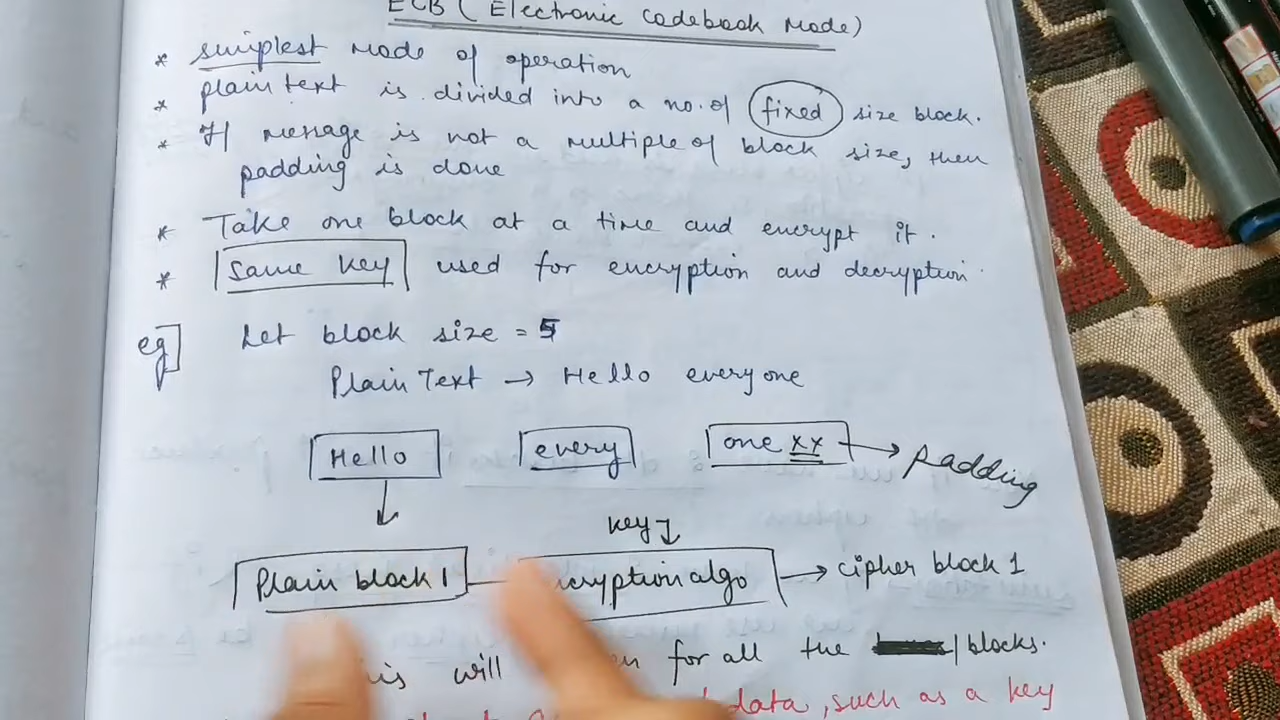 ECB ( Electronic Codebook Mode)
* simplest mode of operation
* plain text is divided into a no. of fixed size block.
* If message is not a multiple of block size, then
padding is done
* Take one block at a time and encrypt it.
* Same key used for encryption and decryption.
eg] Let block size = 5
Plain Text → Hello everyone
Hello every one xx → padding
key
Plain block 1 cryption algo → cipher block 1
will for all the blocks.
data, such as a key